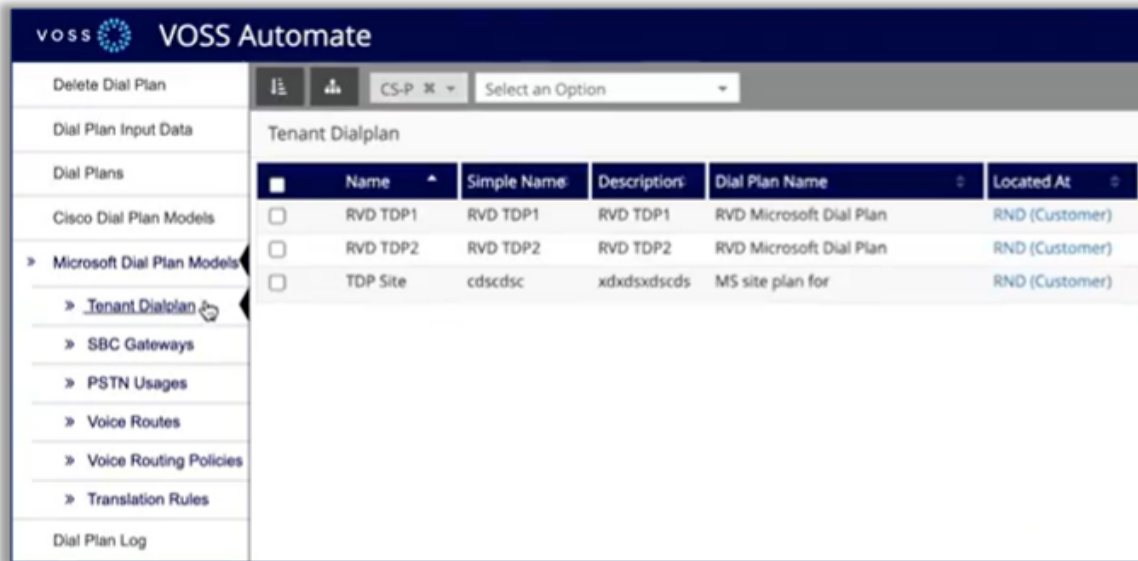 voss VOSS Automate
Delete Dial Plan
Dial Plan Input Data
Dial Plans
Cisco Dial Plan Models
» Microsoft Dial Plan Models
» Tenant Dialplan
» SBC Gateways
» PSTN Usages
» Voice Routes
» Voice Routing Policies
» Translation Rules
Dial Plan Log
CS-P Select an Option
Tenant Dialplan
Name Simple Name Description Dial Plan Name Located At
RVD TDP1 RVD TDP1 RVD TDP1 RVD Microsoft Dial Plan RND (Customer)
RVD TDP2 RVD TDP2 RVD TDP2 RVD Microsoft Dial Plan RND (Customer)
TDP Site cdscdsc xdxdsxdscds MS site plan for RND (Customer)